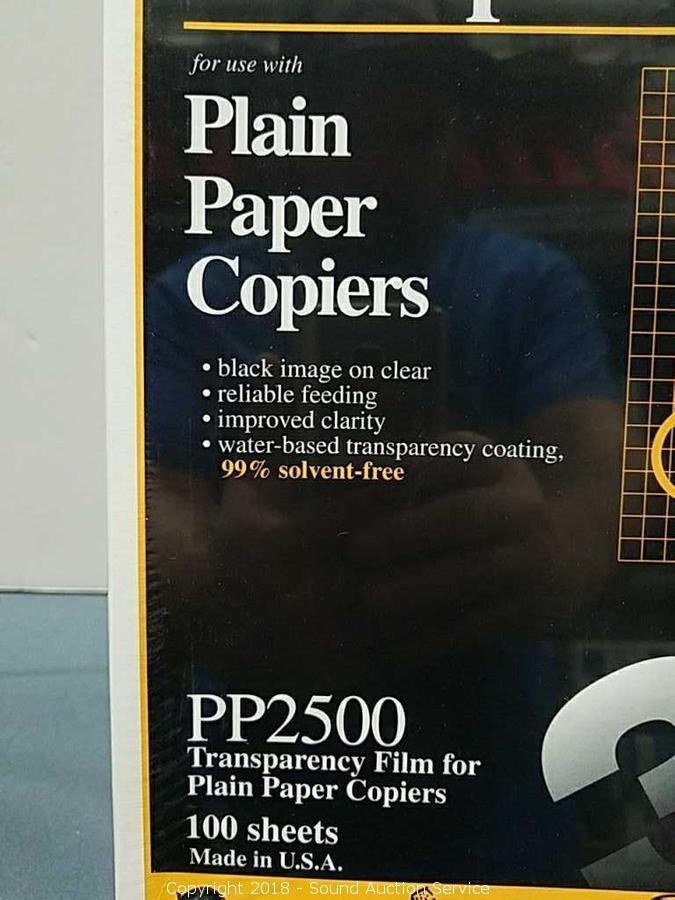 for use with
Plain
Paper
Copiers
• black image on clear
• reliable feeding
• improved clarity
• water-based transparency coating,
99% solvent-free
PP2500
Transparency Film for
Plain Paper Copiers
100 sheets
Made in U.S.A.
Copyright 2018 - Sound Auction Service